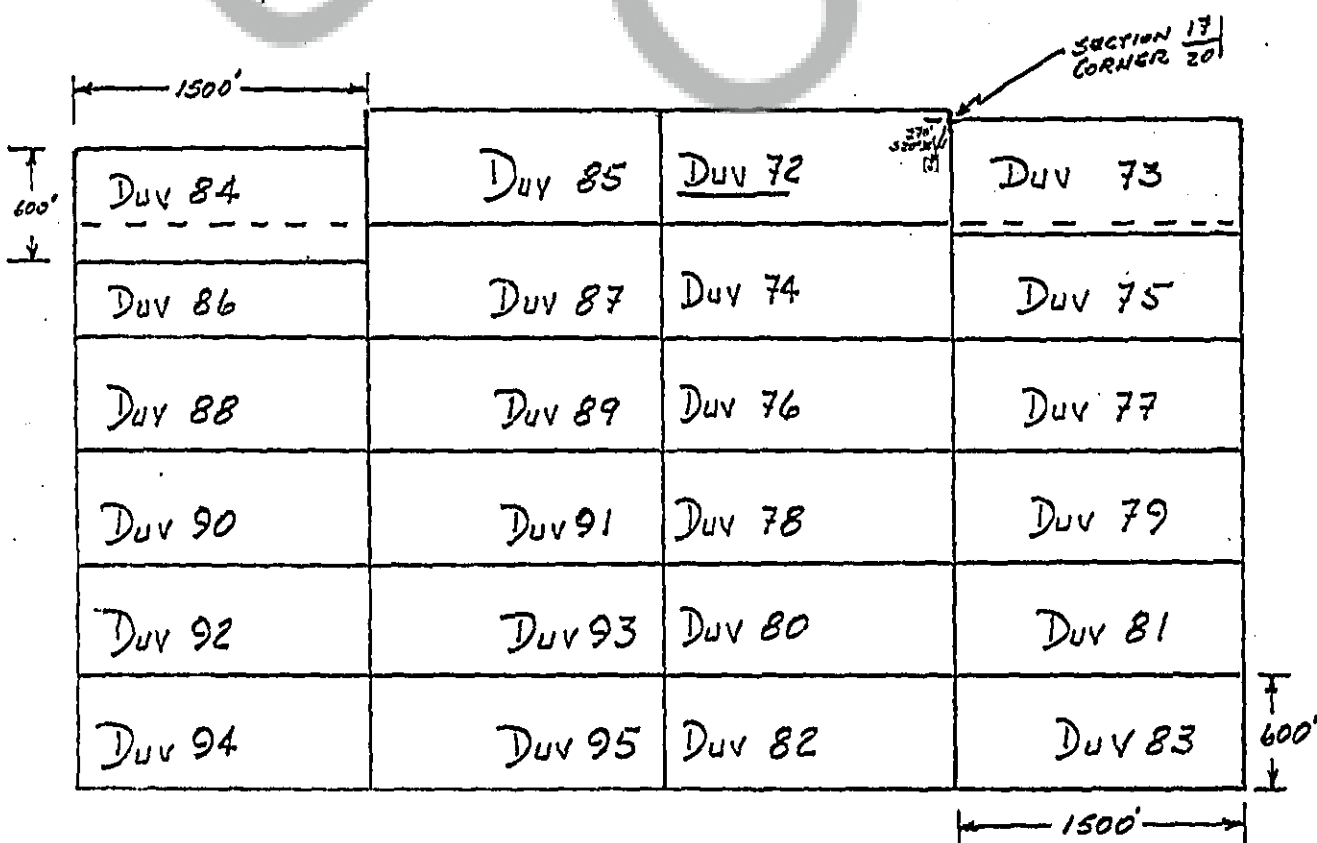 SECTION 17
CORNER 20
1500'
600'
Duv 84
Duv 85
Duv 72
270'
Duv 73
Duv 86
Duv 87
Duv 74
Duv 75
Duv 88
Duv 89
Duv 76
Duv 77
Duv 90
Duv 91
Duv 78
Duv 79
Duv 92
Duv 93
Duv 80
Duv 81
Duv 94
Duv 95
Duv 82
Duv 83
600'
1500'